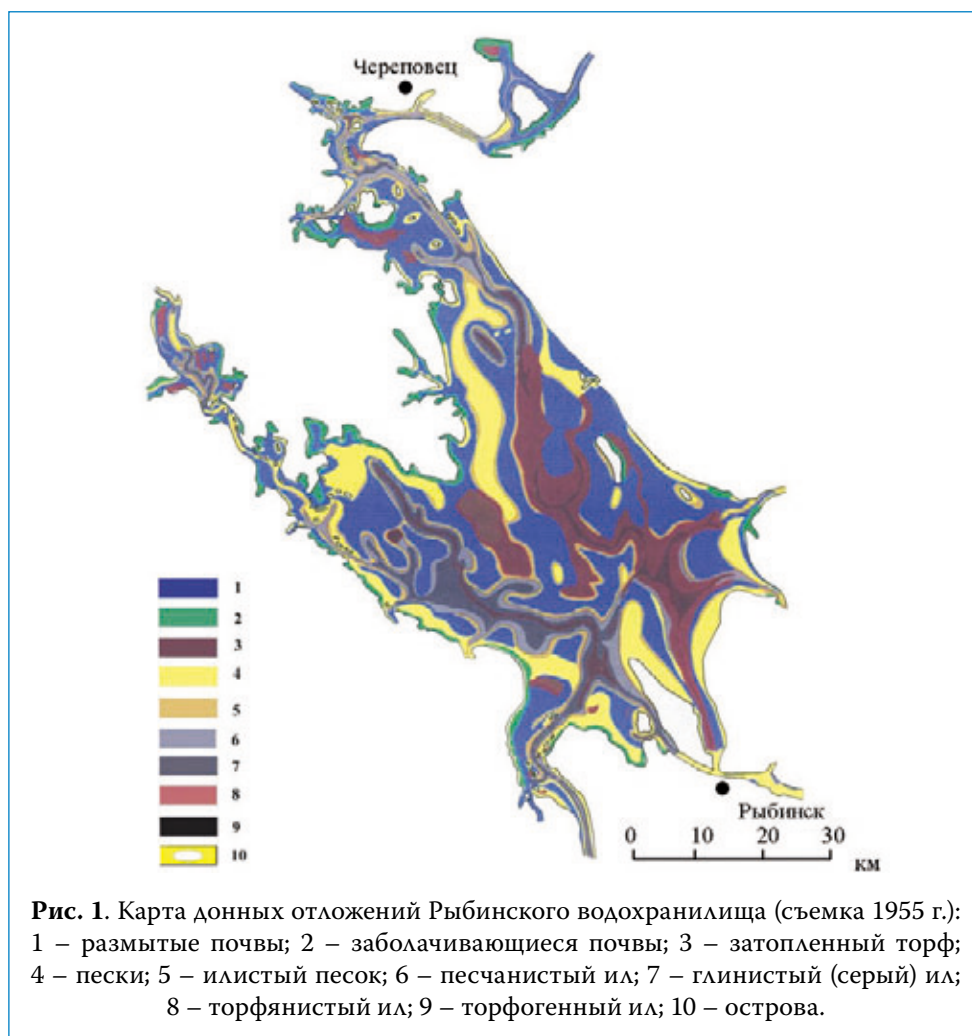 Череповец
1
2
3
4
5
6
7
8
9
10
Рыбинск
0 10 20 30
км
Рис. 1. Карта донных отложений Рыбинского водохранилища (съемка 1955 г.):
1 – размытые почвы; 2 – заболачивающиеся почвы; 3 – затопленный торф;
4 – пески; 5 – илистый песок; 6 – песчанистый ил; 7 – глинистый (серый) ил;
8 – торфянистый ил; 9 – торфогенный ил; 10 – острова.